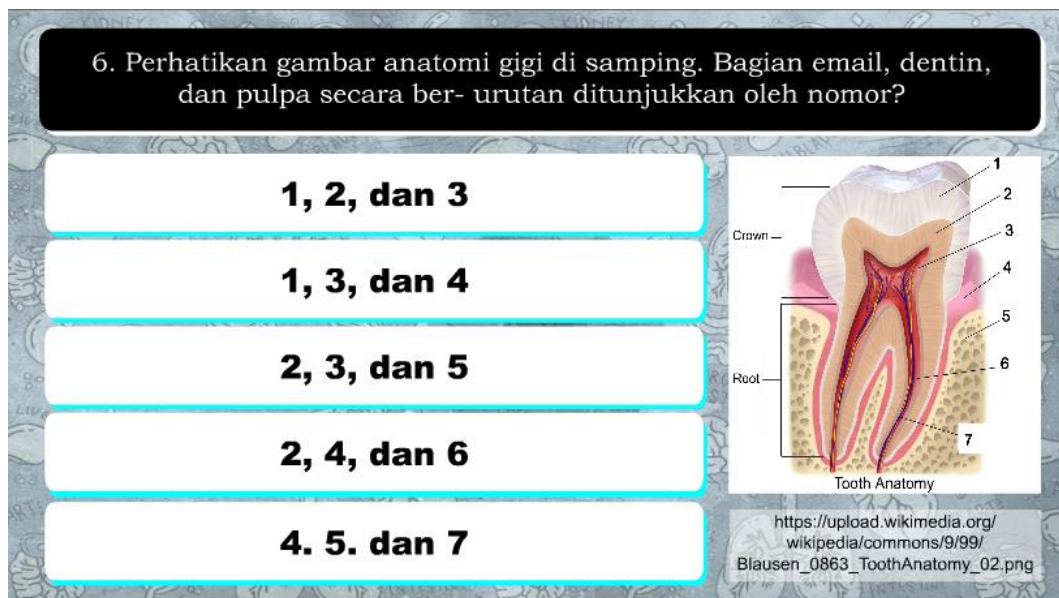 6. Perhatikan gambar anatomi gigi di samping. Bagian email, dentin,
dan pulpa secara ber- urutan ditunjukkan oleh nomor?
1, 2, dan 3
1, 3, dan 4
2, 3, dan 5
2, 4, dan 6
4. 5. dan 7
1
2
Crown
3
4
5
6
Root
7
Tooth Anatomy
https://upload.wikimedia.org/
wikipedia/commons/9/99/
Blausen_0863_ToothAnatomy_02.png
KIDNEY